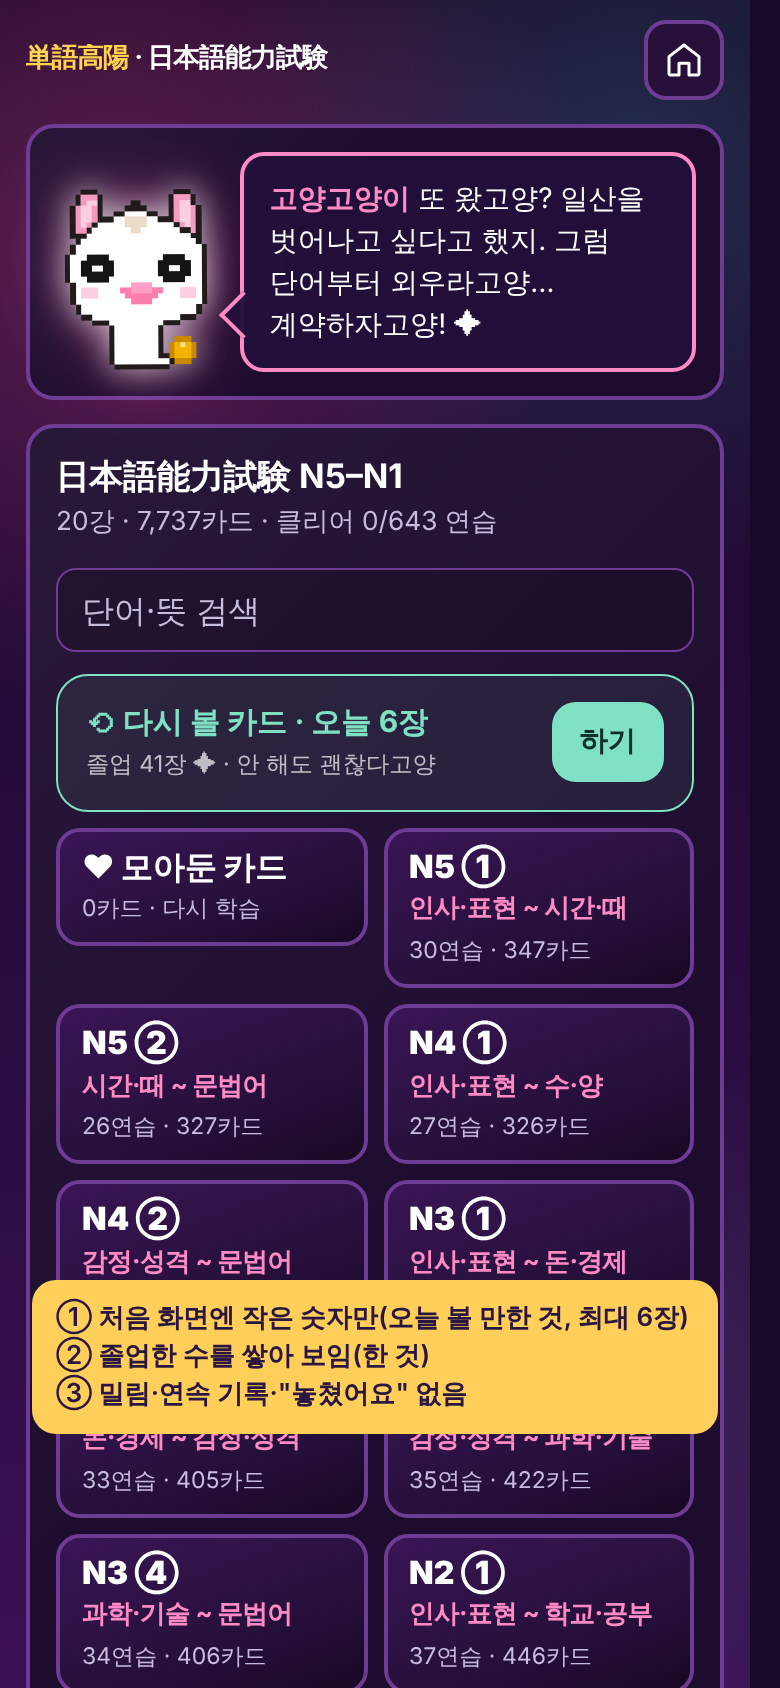 単語高陽 · 日本語能力試験
고양고양이 또 왔고양? 일산을
벗어나고 싶다고 했지. 그럼
단어부터 외우라고양...
계약하자고양! ✦
日本語能力試験 N5–N1
20강 · 7,737카드 · 클리어 0/643 연습
단어·뜻 검색
⟲ 다시 볼 카드 · 오늘 6장
졸업 41장 ✦ · 안 해도 괜찮다고양
하기
♥ 모아둔 카드
0카드 · 다시 학습
N5 ①
인사·표현 ~ 시간·때
30연습 · 347카드
N5 ②
시간·때 ~ 문법어
26연습 · 327카드
N4 ①
인사·표현 ~ 수·양
27연습 · 326카드
N4 ②
감정·성격 ~ 문법어
N3 ①
인사·표현 ~ 돈·경제
① 처음 화면엔 작은 숫자만(오늘 볼 만한 것, 최대 6장)
② 졸업한 수를 쌓아 보임(한 것)
③ 밀림·연속 기록·"놓쳤어요" 없음
돈·경제 ~ 감정·성격
33연습 · 405카드
감정·성격 ~ 과학·기술
35연습 · 422카드
N3 ④
과학·기술 ~ 문법어
34연습 · 406카드
N2 ①
인사·표현 ~ 학교·공부
37연습 · 446카드